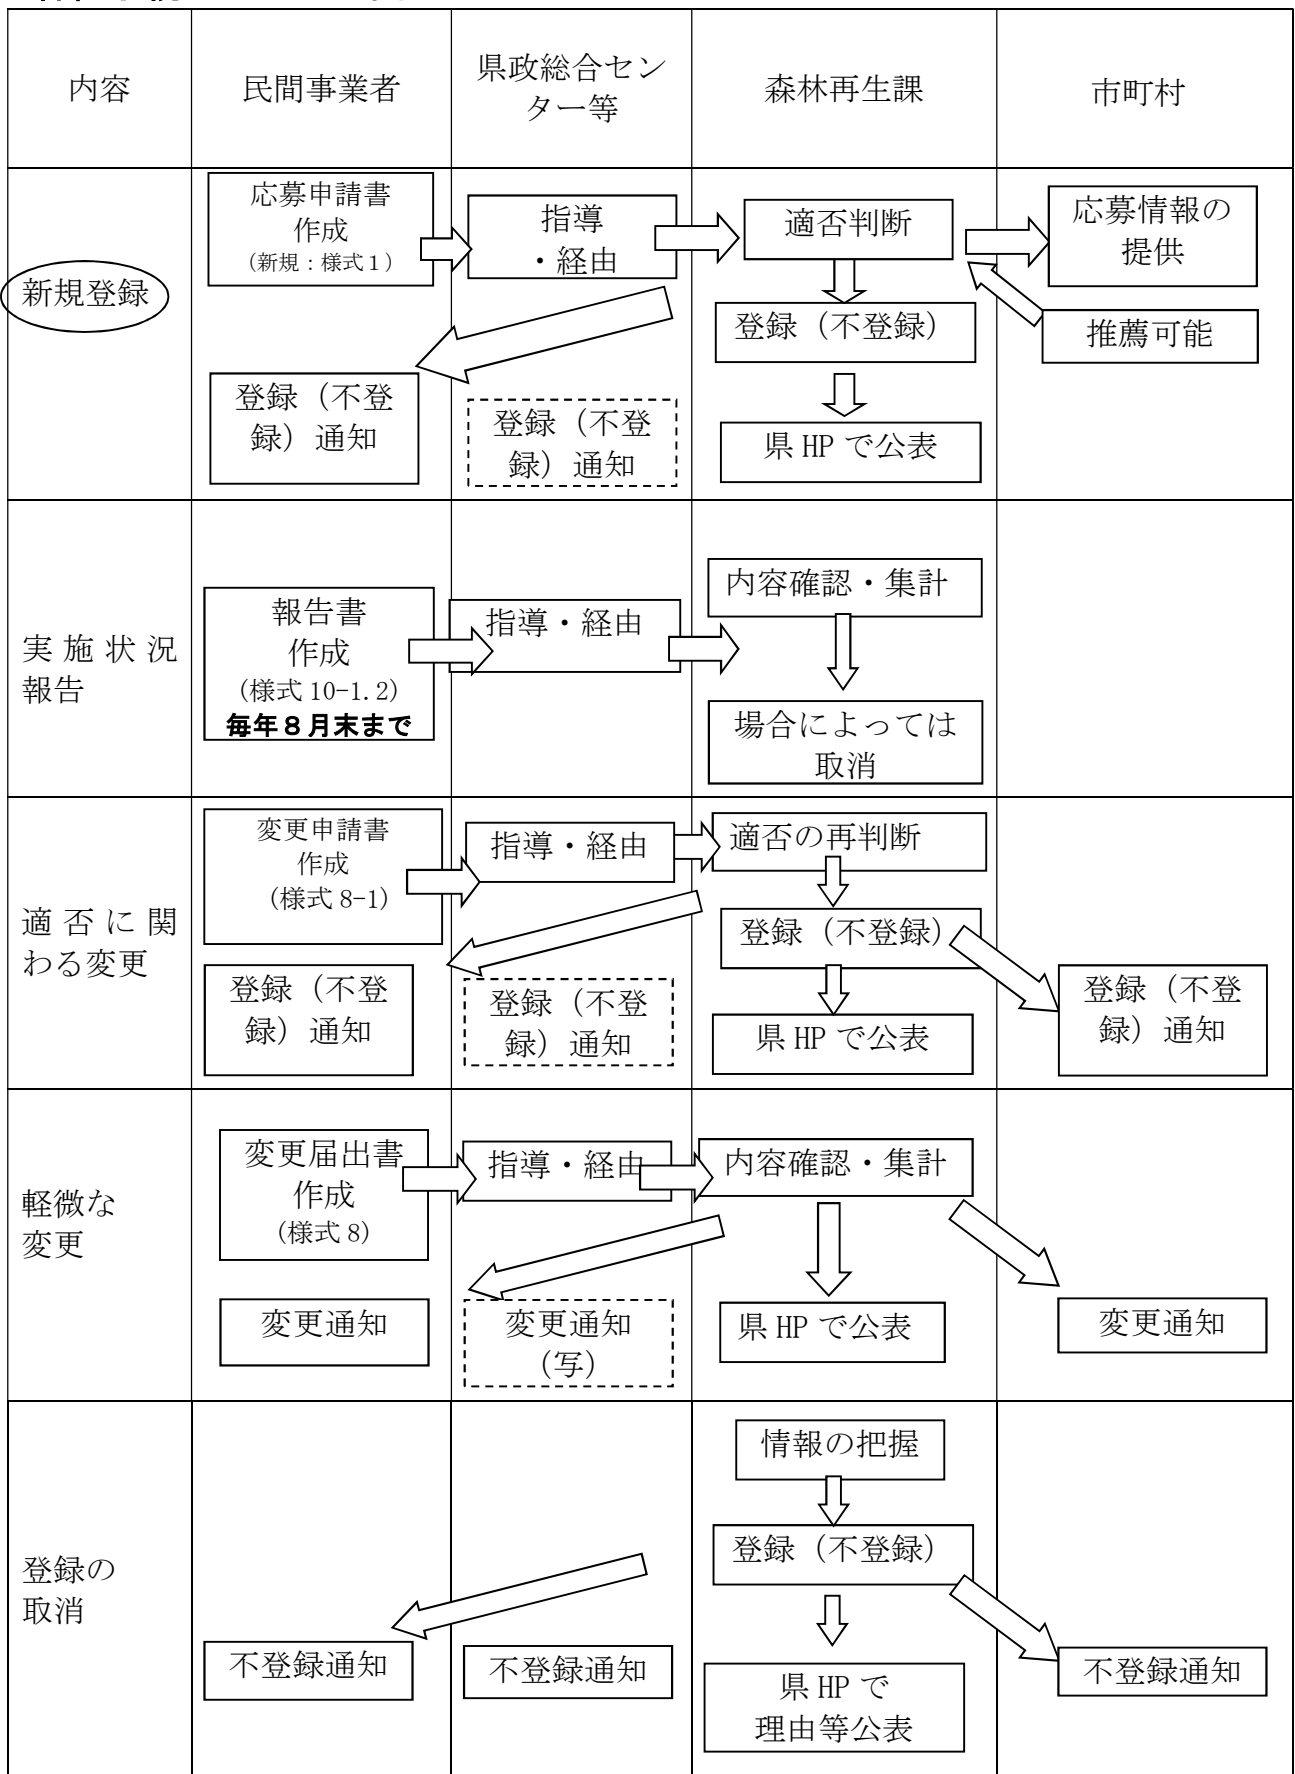 内容
民間事業者
県政総合セン
ター等
森林再生課
市町村
新規登録
応募申請書
作成
(新規：様式１)
指導
・経由
適否判断
応募情報の
提供
登録（不登録）
推薦可能
登録（不登
録）通知
登録（不登
録）通知
県 HP で公表
実施状況
報告
報告書
作成
(様式 10-1.2)
毎年８月末まで
指導・経由
内容確認・集計
場合によっては
取消
適否に関
わる変更
変更申請書
作成
(様式 8-1)
指導・経由
適否の再判断
登録（不登録）
登録（不登
録）通知
登録（不登
録）通知
県 HP で公表
登録（不登
録）通知
軽微な
変更
変更届出書
作成
(様式 8)
指導・経由
内容確認・集計
変更通知
変更通知
(写)
県 HP で公表
変更通知
登録の
取消
情報の把握
登録（不登録）
不登録通知
不登録通知
県 HP で
理由等公表
不登録通知